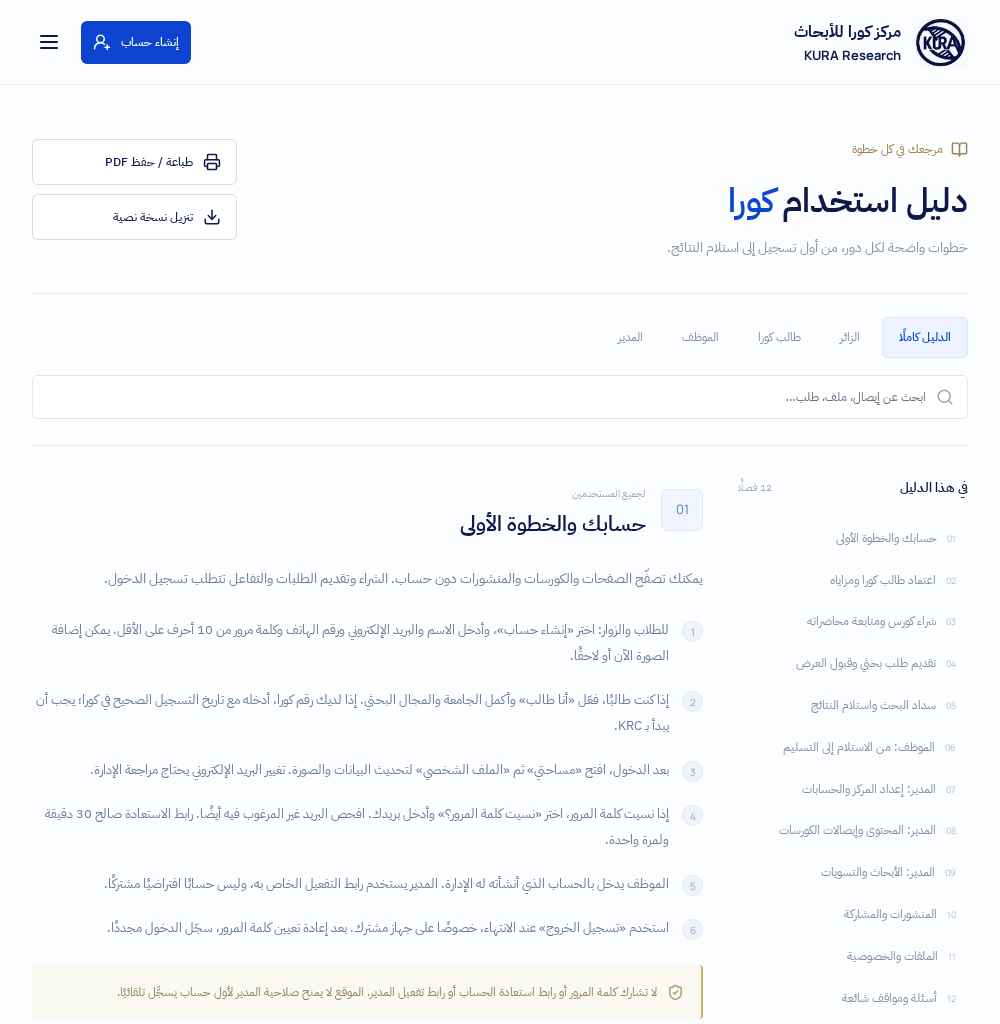 KURA
مركز كورا للأبحاث
KURA Research
إنشاء حساب
مرجعك في كل خطوة
دليل استخدام كورا
خطوات واضحة لكل دور، من أول تسجيل إلى استلام النتائج.
طباعة / حفظ PDF
تنزيل نسخة نصية
الدليل كاملًا
الزائر
طالب كورا
الموظف
المدير
ابحث عن إيصال، ملف، طلب...
في هذا الدليل
12 فصلًا
01 حسابك والخطوة الأولى
02 اعتماد طالب كورا ومزاياه
03 شراء كورس ومتابعة محاضراته
04 تقديم طلب بحثي وقبول العرض
05 سداد البحث واستلام النتائج
06 الموظف: من الاستلام إلى التسليم
07 المدير: إعداد المركز والحسابات
08 المدير: المحتوى وإيصالات الكورسات
09 المدير: الأبحاث والتسويات
10 المنشورات والمشاركة
11 الملفات والخصوصية
12 أسئلة ومواقف شائعة
01
لجميع المستخدمين
حسابك والخطوة الأولى
يمكنك تصفّح الصفحات والكورسات والمنشورات دون حساب. الشراء وتقديم الطلبات والتفاعل تتطلب تسجيل الدخول.
1 للطلاب والزوار: اختر «إنشاء حساب»، وأدخل الاسم والبريد الإلكتروني ورقم الهاتف وكلمة مرور من 10 أحرف على الأقل. يمكن إضافة
الصورة الآن أو لاحقًا.
2 إذا كنت طالبًا، فعّل «أنا طالب» وأكمل الجامعة والمجال البحثي. إذا لديك رقم كورا، أدخله مع تاريخ التسجيل الصحيح في كورا؛ يجب أن
يبدأ بـ KRC.
3 بعد الدخول، افتح «مساحتي» ثم «الملف الشخصي» لتحديث البيانات والصورة. تغيير البريد الإلكتروني يحتاج مراجعة الإدارة.
4 إذا نسيت كلمة المرور، اختر «نسيت كلمة المرور؟» وأدخل بريدك. افحص البريد غير المرغوب فيه أيضًا. رابط الاستعادة صالح 30 دقيقة
ولمرة واحدة.
5 الموظف يدخل بالحساب الذي أنشأته له الإدارة. المدير يستخدم رابط التفعيل الخاص به، وليس حسابًا افتراضيًا مشتركًا.
6 استخدم «تسجيل الخروج» عند الانتهاء، خصوصًا على جهاز مشترك. بعد إعادة تعيين كلمة المرور، سجّل الدخول مجددًا.
لا تشارك كلمة المرور أو رابط استعادة الحساب أو رابط تفعيل المدير. الموقع لا يمنح صلاحية المدير لأول حساب يسجَّل تلقائيًا.